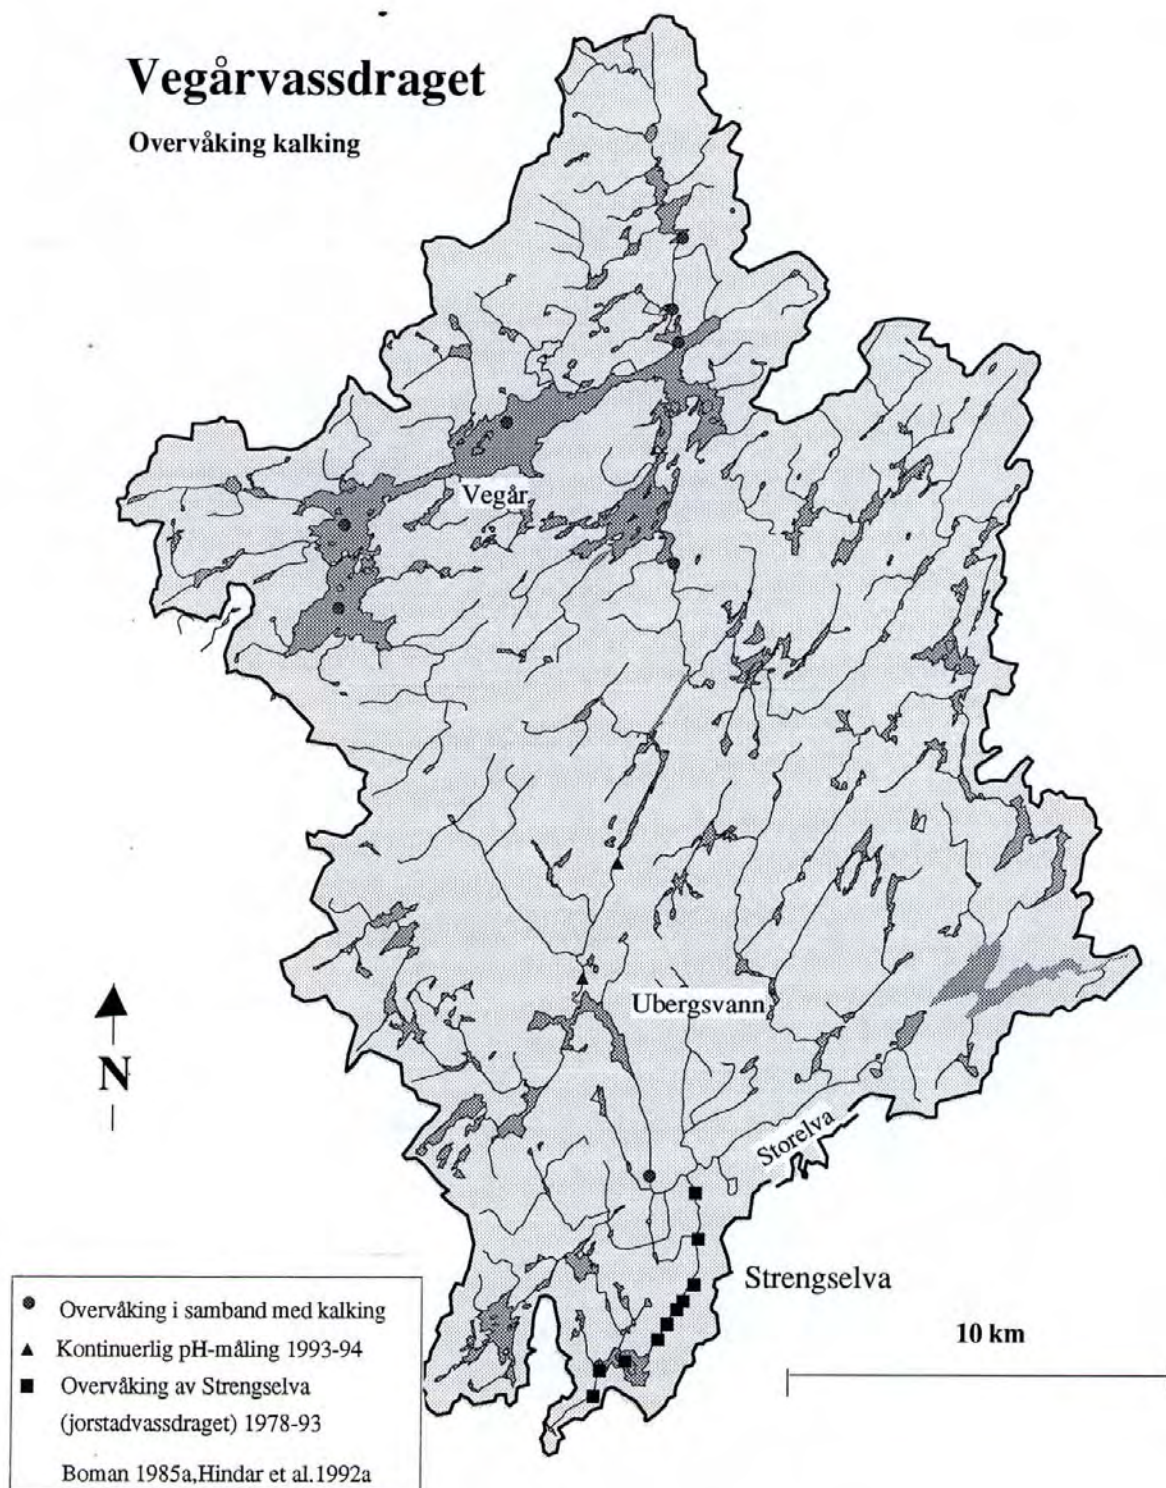 Vegårvassdraget
Overvåking kalking
Vegår
Ubergsvann
N
Storelva
Strengselva
10 km
Overvåking i samband med kalking
Kontinuerlig pH-måling 1993-94
Overvåking av Strengselva
(jorstadvassdraget) 1978-93
Boman 1985a,Hindar et al.1992a